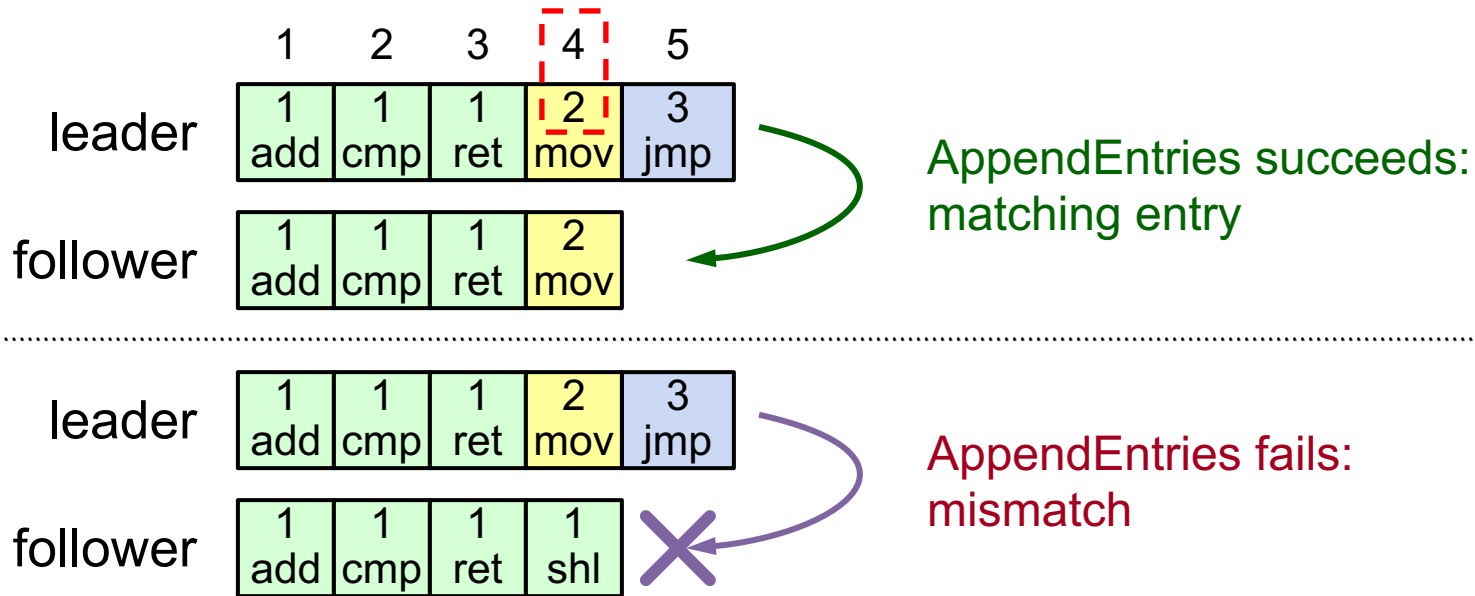 1 2 3 4 5
leader 1 1 1 2 3
add cmp ret mov jmp
AppendEntries succeeds:
matching entry
follower 1 1 1 2
add cmp ret mov
leader 1 1 1 2 3
add cmp ret mov jmp
AppendEntries fails:
mismatch
follower 1 1 1 1
add cmp ret shl